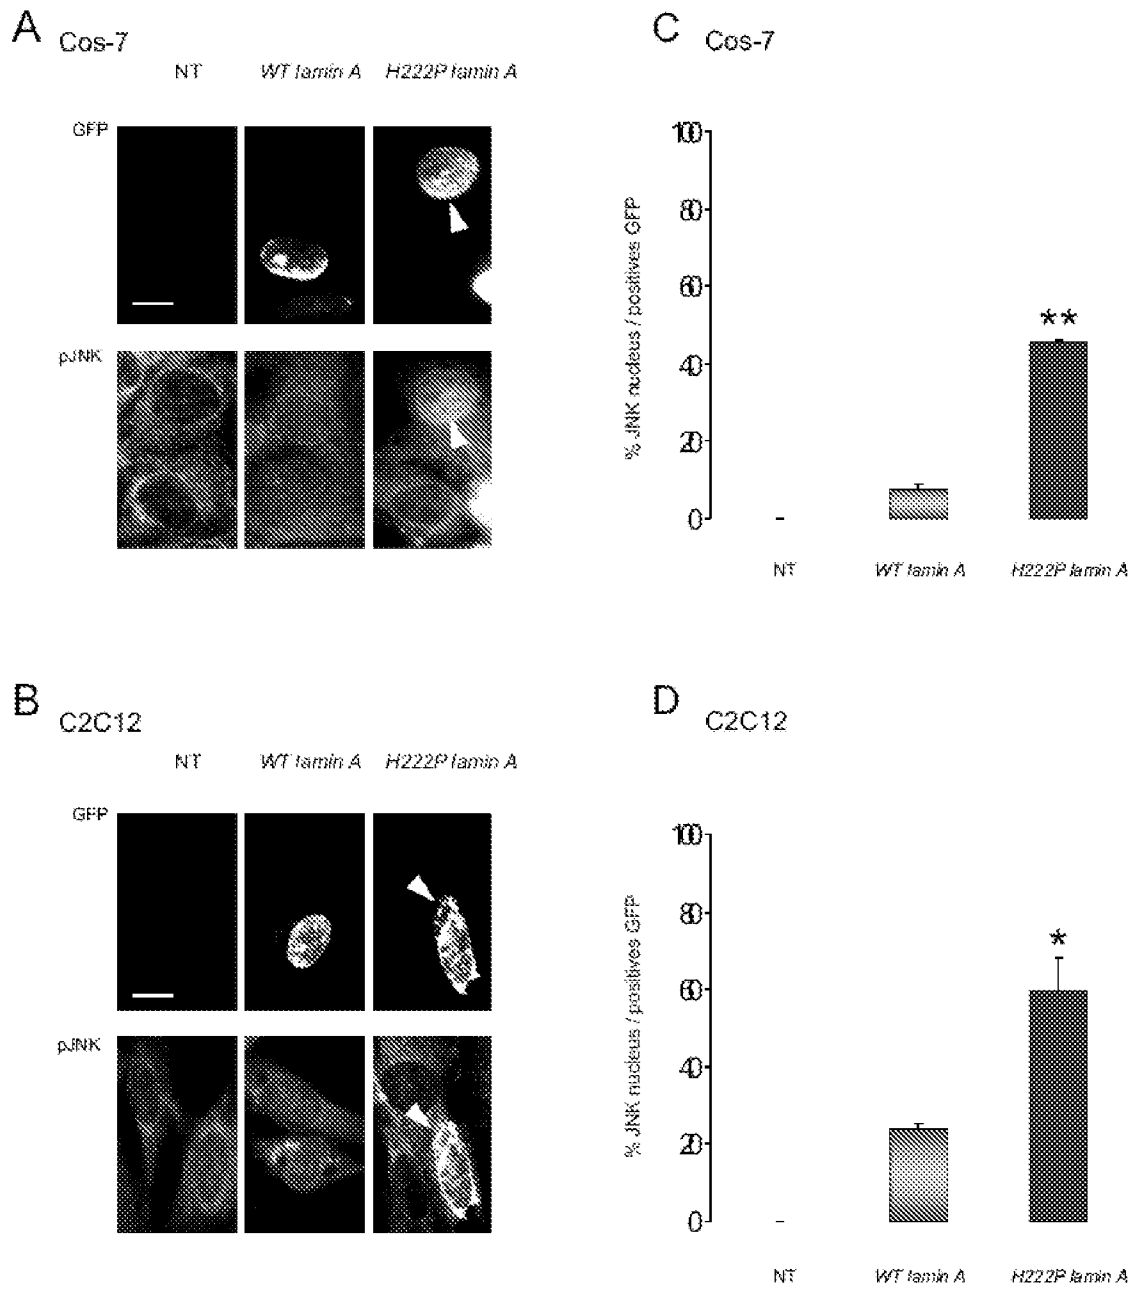 A
Cos-7
NT
WT lamin A
H222P lamin A
GFP
pJNK
C
Cos-7
% JNK nucleus / positives GFP
100
80
60
40
20
0
**
NT
WT lamin A
H222P lamin A
B
C2C12
NT
WT lamin A
H222P lamin A
GFP
pJNK
D
C2C12
% JNK nucleus / positives GFP
100
80
60
40
20
0
*
NT
WT lamin A
H222P lamin A